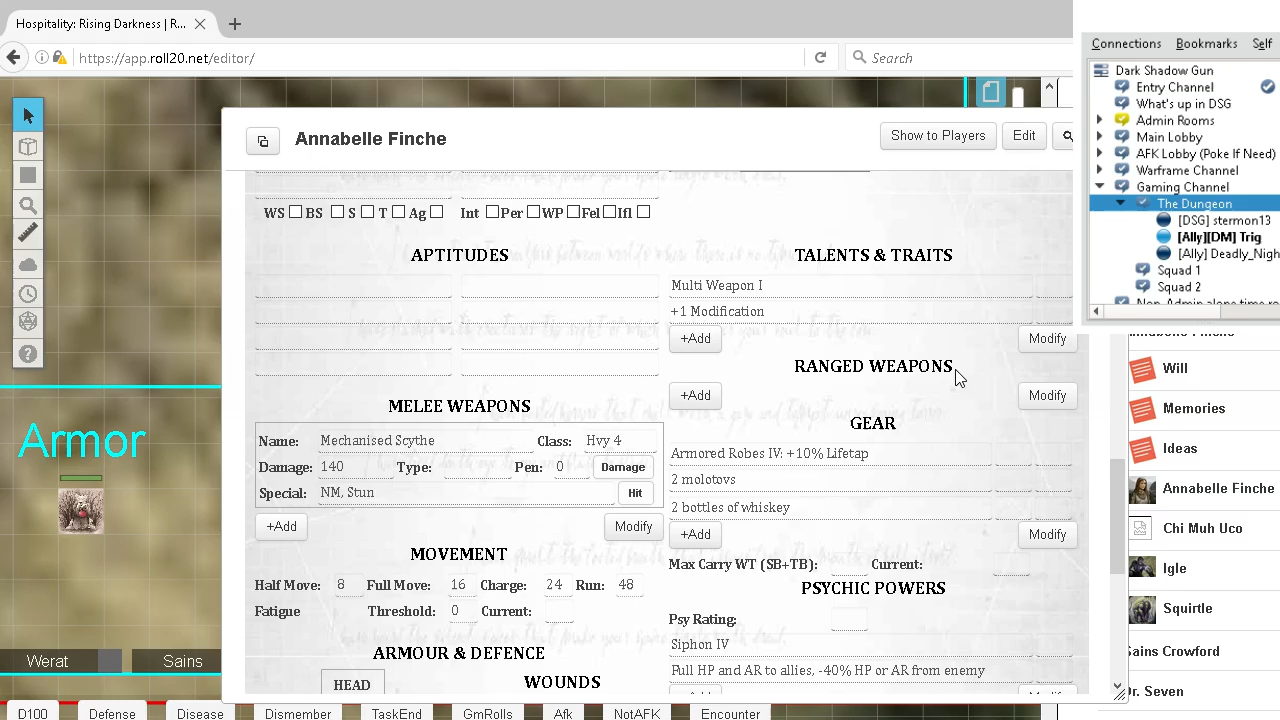 Hospitality: Rising Darkness | R...
https://app.roll20.net/editor/
Search
Connections Bookmarks Self
Dark Shadow Gun
Entry Channel
What's up in DSG
Admin Rooms
Main Lobby
AFK Lobby (Poke If Need)
Warframe Channel
Gaming Channel
The Dungeon
[DSG] stermon13
[Ally][DM] Trig
[Ally] Deadly_Nigh
Squad 1
Squad 2
Annabelle Finche
Show to Players Edit
WS BS S T Ag Int Per WP Fel Ifl
APTITUDES
TALENTS & TRAITS
Multi Weapon I
+1 Modification
+Add Modify
RANGED WEAPONS
+Add Modify
MELEE WEAPONS
Name: Mechanised Scythe Class: Hvy 4
Damage: 140 Type: Pen: 0 Damage
Special: NM, Stun Hit
+Add Modify
GEAR
Armored Robes IV: +10% Lifetap
2 molotovs
2 bottles of whiskey
+Add Modify
Max Carry WT (SB+TB): Current:
MOVEMENT
Half Move: 8 Full Move: 16 Charge: 24 Run: 48
Fatigue Threshold: 0 Current:
PSYCHIC POWERS
Psy Rating:
Siphon IV
Full HP and AR to allies, -40% HP or AR from enemy
ARMOUR & DEFENCE
HEAD
WOUNDS
Armor
Werat Sains
Will
Memories
Ideas
Annabelle Finche
Chi Muh Uco
Igle
Squirtle
Sains Crowford
Dr. Seven
D100 Defense Disease Dismember TaskEnd GmRolls Afk NotAFK Encounter